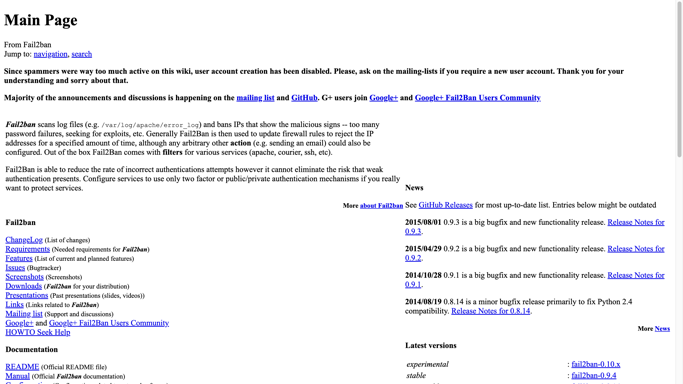 Main Page
From Fail2ban
Jump to: navigation, search
Since spammers were way too much active on this wiki, user account creation has been disabled. Please, ask on the mailing-lists if you require a new user account. Thank you for your
understanding and sorry about that.
Majority of the announcements and discussions is happening on the mailing list and GitHub. G+ users join Google+ and Google+ Fail2Ban Users Community
Fail2ban scans log files (e.g. /var/log/apache/error_log) and bans IPs that show the malicious signs -- too many
password failures, seeking for exploits, etc. Generally Fail2Ban is then used to update firewall rules to reject the IP
addresses for a specified amount of time, although any arbitrary other action (e.g. sending an email) could also be
configured. Out of the box Fail2Ban comes with filters for various services (apache, courier, ssh, etc).
Fail2Ban is able to reduce the rate of incorrect authentications attempts however it cannot eliminate the risk that weak
authentication presents. Configure services to use only two factor or public/private authentication mechanisms if you really
want to protect services.
More about Fail2ban
Fail2ban
ChangeLog (List of changes)
Requirements (Needed requirements for Fail2ban)
Features (List of current and planned features)
Issues (Bugtracker)
Screenshots (Screenshots)
Downloads (Fail2ban for your distribution)
Presentations (Past presentations (slides, videos))
Links (Links related to Fail2ban)
Mailing list (Support and discussions)
Google+ and Google+ Fail2Ban Users Community
HOWTO Seek Help
Documentation
README (Official README file)
Manual (Official Fail2ban documentation)
News
See GitHub Releases for most up-to-date list. Entries below might be outdated
2015/08/01 0.9.3 is a big bugfix and new functionality release. Release Notes for
0.9.3.
2015/04/29 0.9.2 is a big bugfix and new functionality release. Release Notes for
0.9.2.
2014/10/28 0.9.1 is a big bugfix and new functionality release. Release Notes for
0.9.1.
2014/08/19 0.8.14 is a minor bugfix release primarily to fix Python 2.4
compatibility. Release Notes for 0.8.14.
More News
Latest versions
experimental : fail2ban-0.10.x
stable : fail2ban-0.9.4